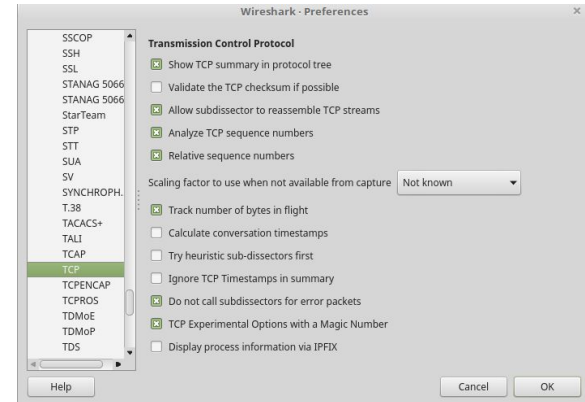 Wireshark · Preferences
SSCOP
SSH
SSL
STANAG 5066
STANAG 5066
StarTeam
STP
STT
SUA
SV
SYNCHROPH.
T.38
TACACS+
TALI
TCAP
TCP
TCPENCAP
TCPROS
TDMoE
TDMoP
TDS
Transmission Control Protocol
Show TCP summary in protocol tree
Validate the TCP checksum if possible
Allow subdissector to reassemble TCP streams
Analyze TCP sequence numbers
Relative sequence numbers
Scaling factor to use when not available from capture Not known
Track number of bytes in flight
Calculate conversation timestamps
Try heuristic sub-dissectors first
Ignore TCP Timestamps in summary
Do not call subdissectors for error packets
TCP Experimental Options with a Magic Number
Display process information via IPFIX
Help Cancel OK